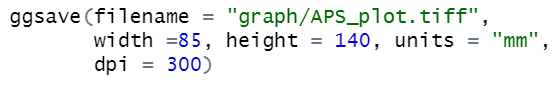 ggsave(filename = "graph/APS_plot.tiff",
width =85, height = 140, units = "mm",
dpi = 300)